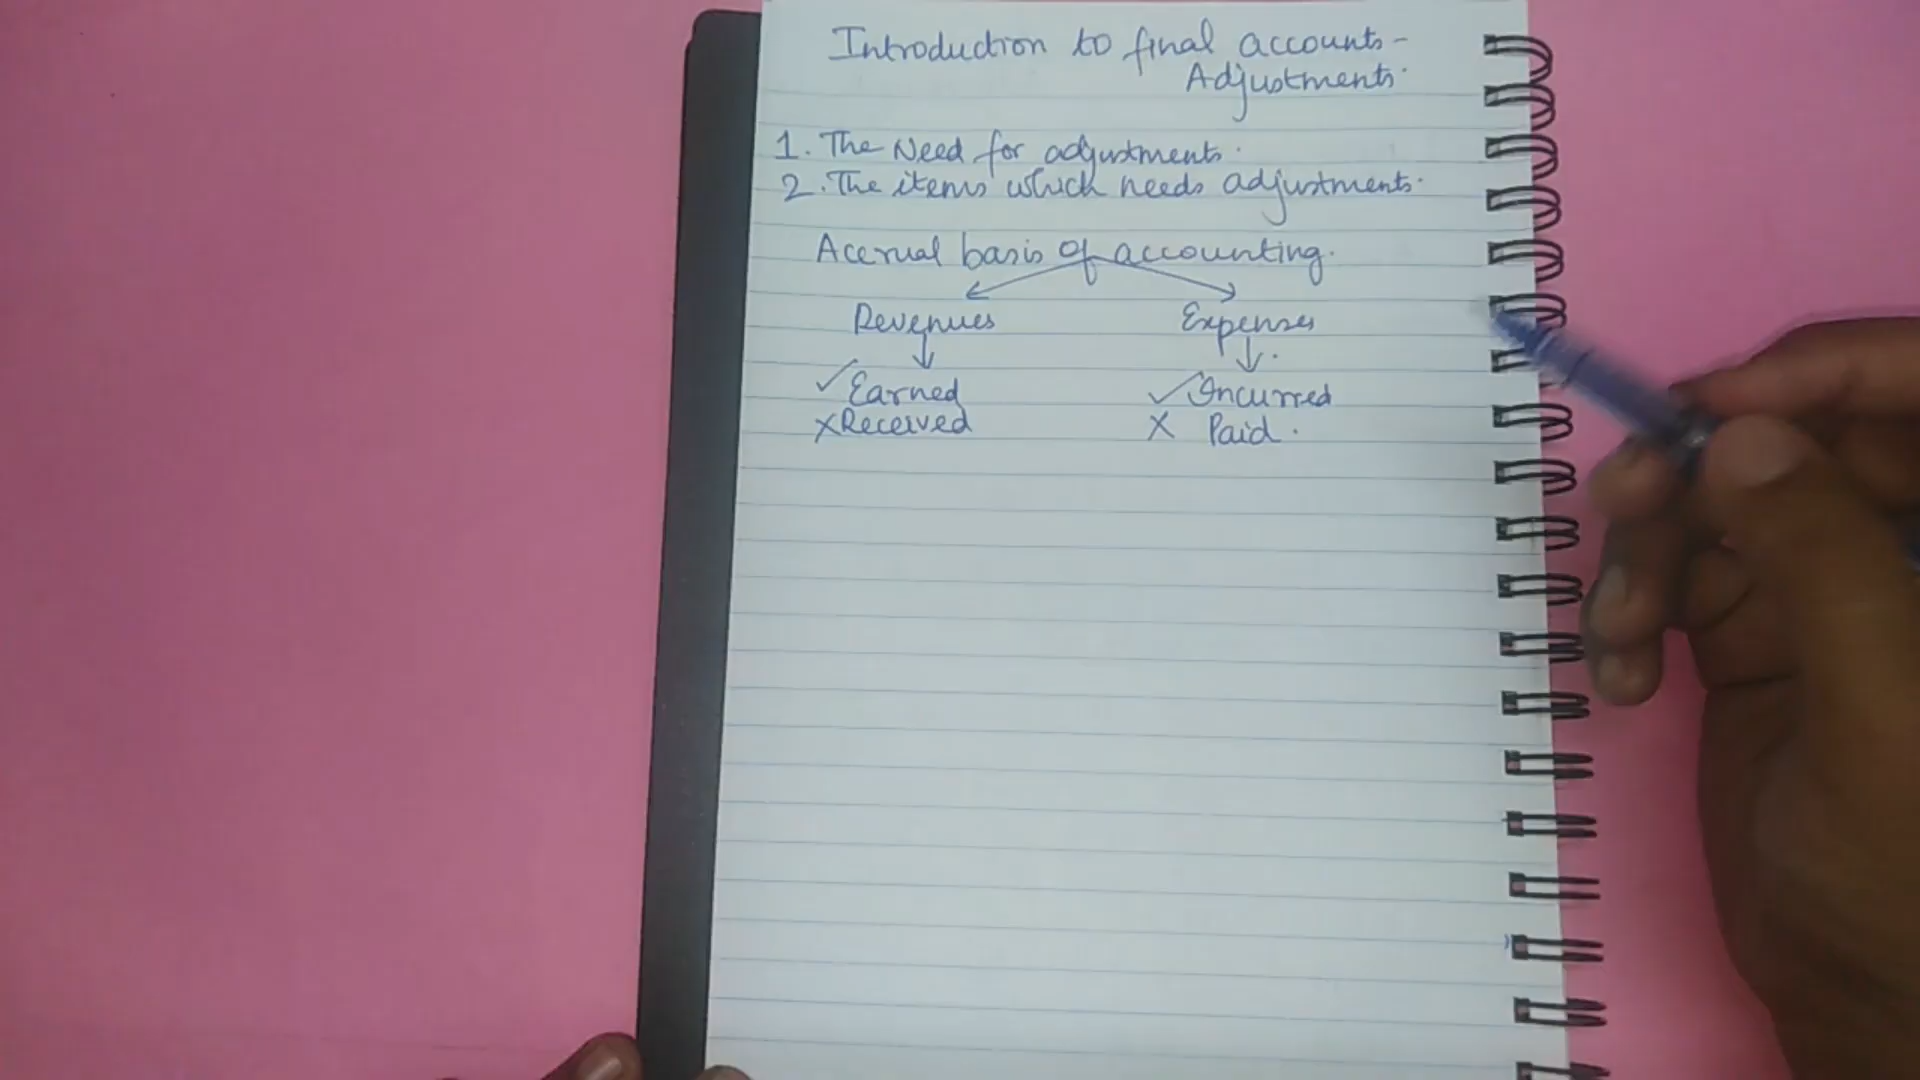 Introduction to final accounts-
Adjustments.
1. The Need for adjustments.
2. The items which needs adjustments.
Accrual basis of accounting.
Revenues Expenses
✓ Earned ✓ Incurred
X Received X Paid.